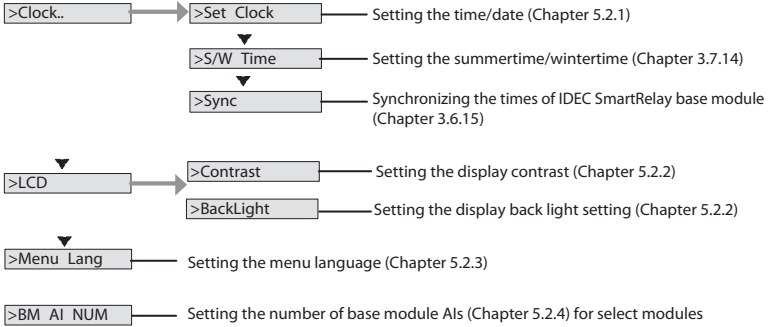 >Clock..
>Set Clock
Setting the time/date (Chapter 5.2.1)
>S/W Time
Setting the summertime/wintertime (Chapter 3.7.14)
>Sync
Synchronizing the times of IDEC SmartRelay base module
(Chapter 3.6.15)
>LCD
>Contrast
Setting the display contrast (Chapter 5.2.2)
>BackLight
Setting the display back light setting (Chapter 5.2.2)
>Menu Lang
Setting the menu language (Chapter 5.2.3)
>BM AI NUM
Setting the number of base module AIs (Chapter 5.2.4) for select modules